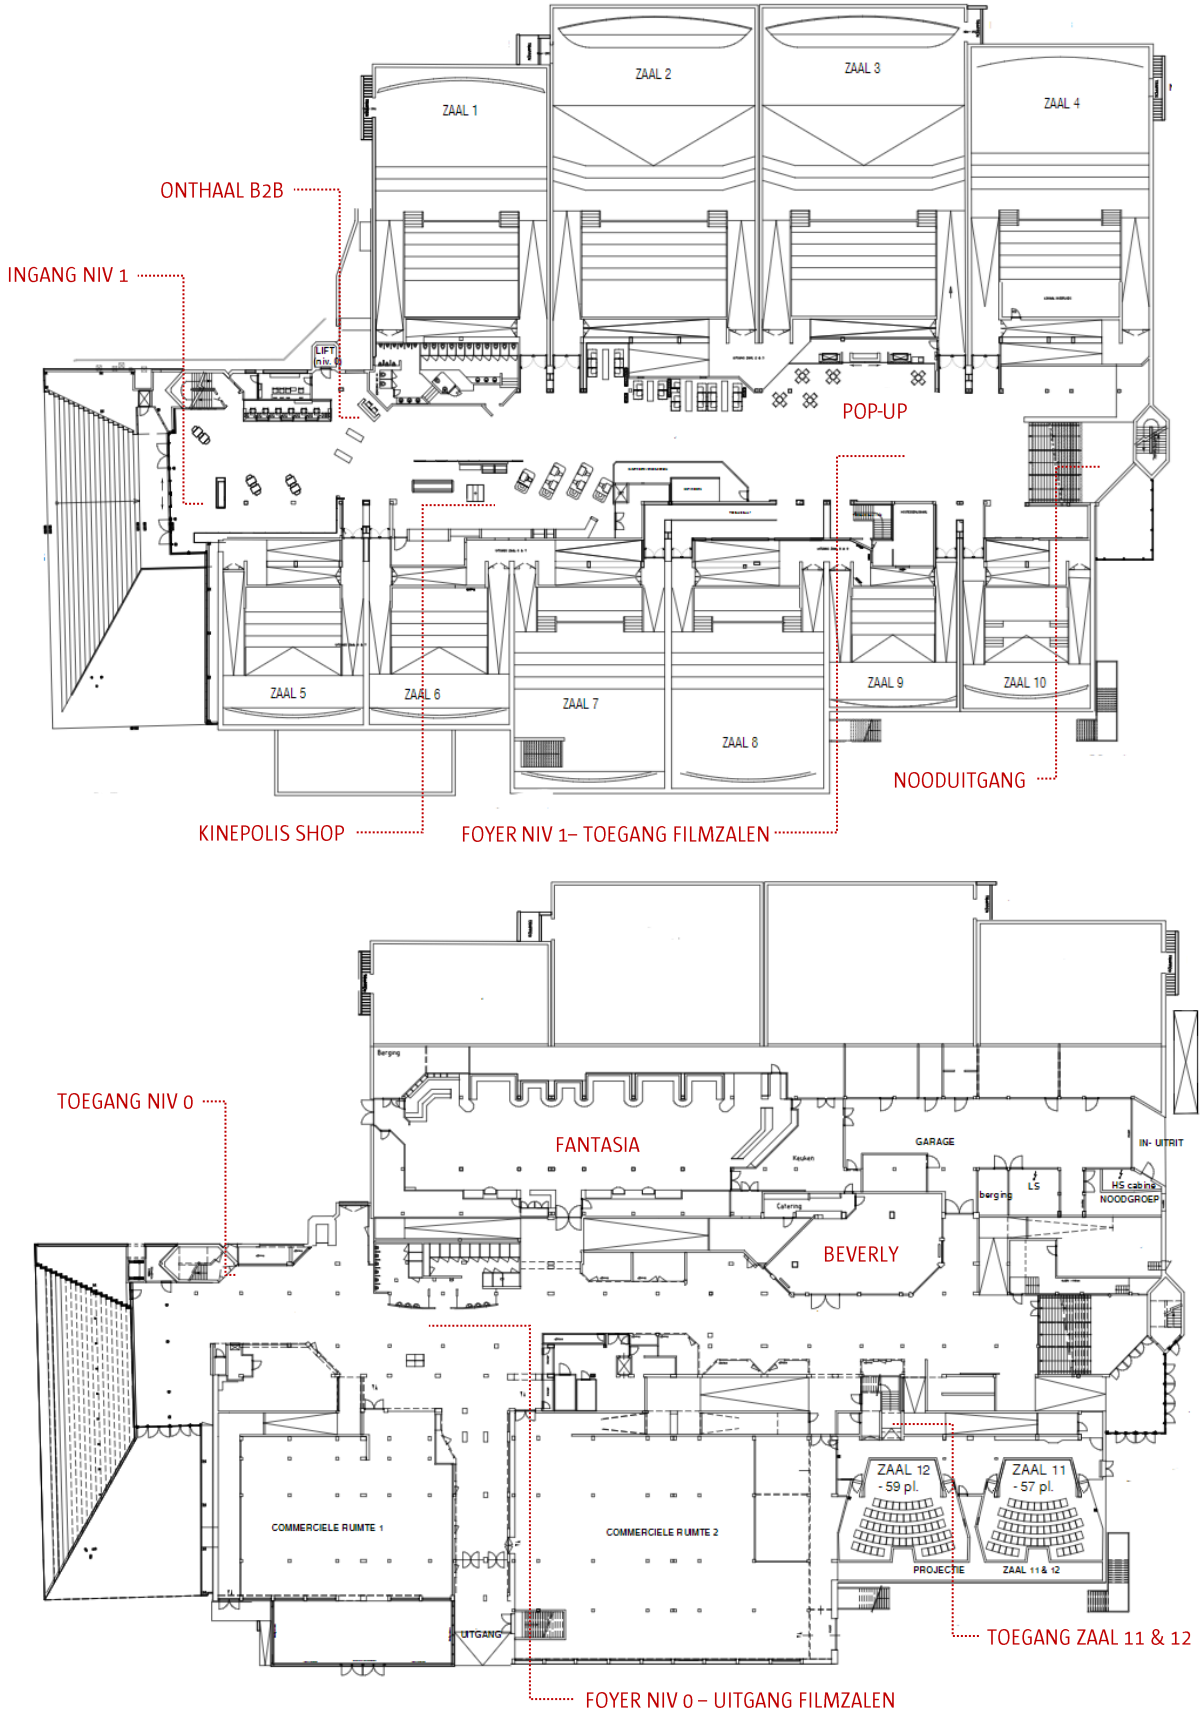 ZAAL 2
ZAAL 3
ZAAL 1
ZAAL 4
ONTHAAL B2B
INGANG NIV 1
LIFT
(niv. 0)
POP-UP
ZAAL 5
ZAAL 6
ZAAL 7
ZAAL 8
ZAAL 9
ZAAL 10
NOODUITGANG
KINEPOLIS SHOP
FOYER NIV 1– TOEGANG FILMZALEN
Berging
TOEGANG NIV 0
FANTASIA
GARAGE
IN- UITRIT
Keuken
berging
LS
HS cabine
NOODGROEP
Catering
BEVERLY
ZAAL 12
- 59 pl.
ZAAL 11
- 57 pl.
COMMERCIELE RUIMTE 1
COMMERCIELE RUIMTE 2
PROJECTIE
ZAAL 11 & 12
UITGANG
TOEGANG ZAAL 11 & 12
FOYER NIV 0 – UITGANG FILMZALEN